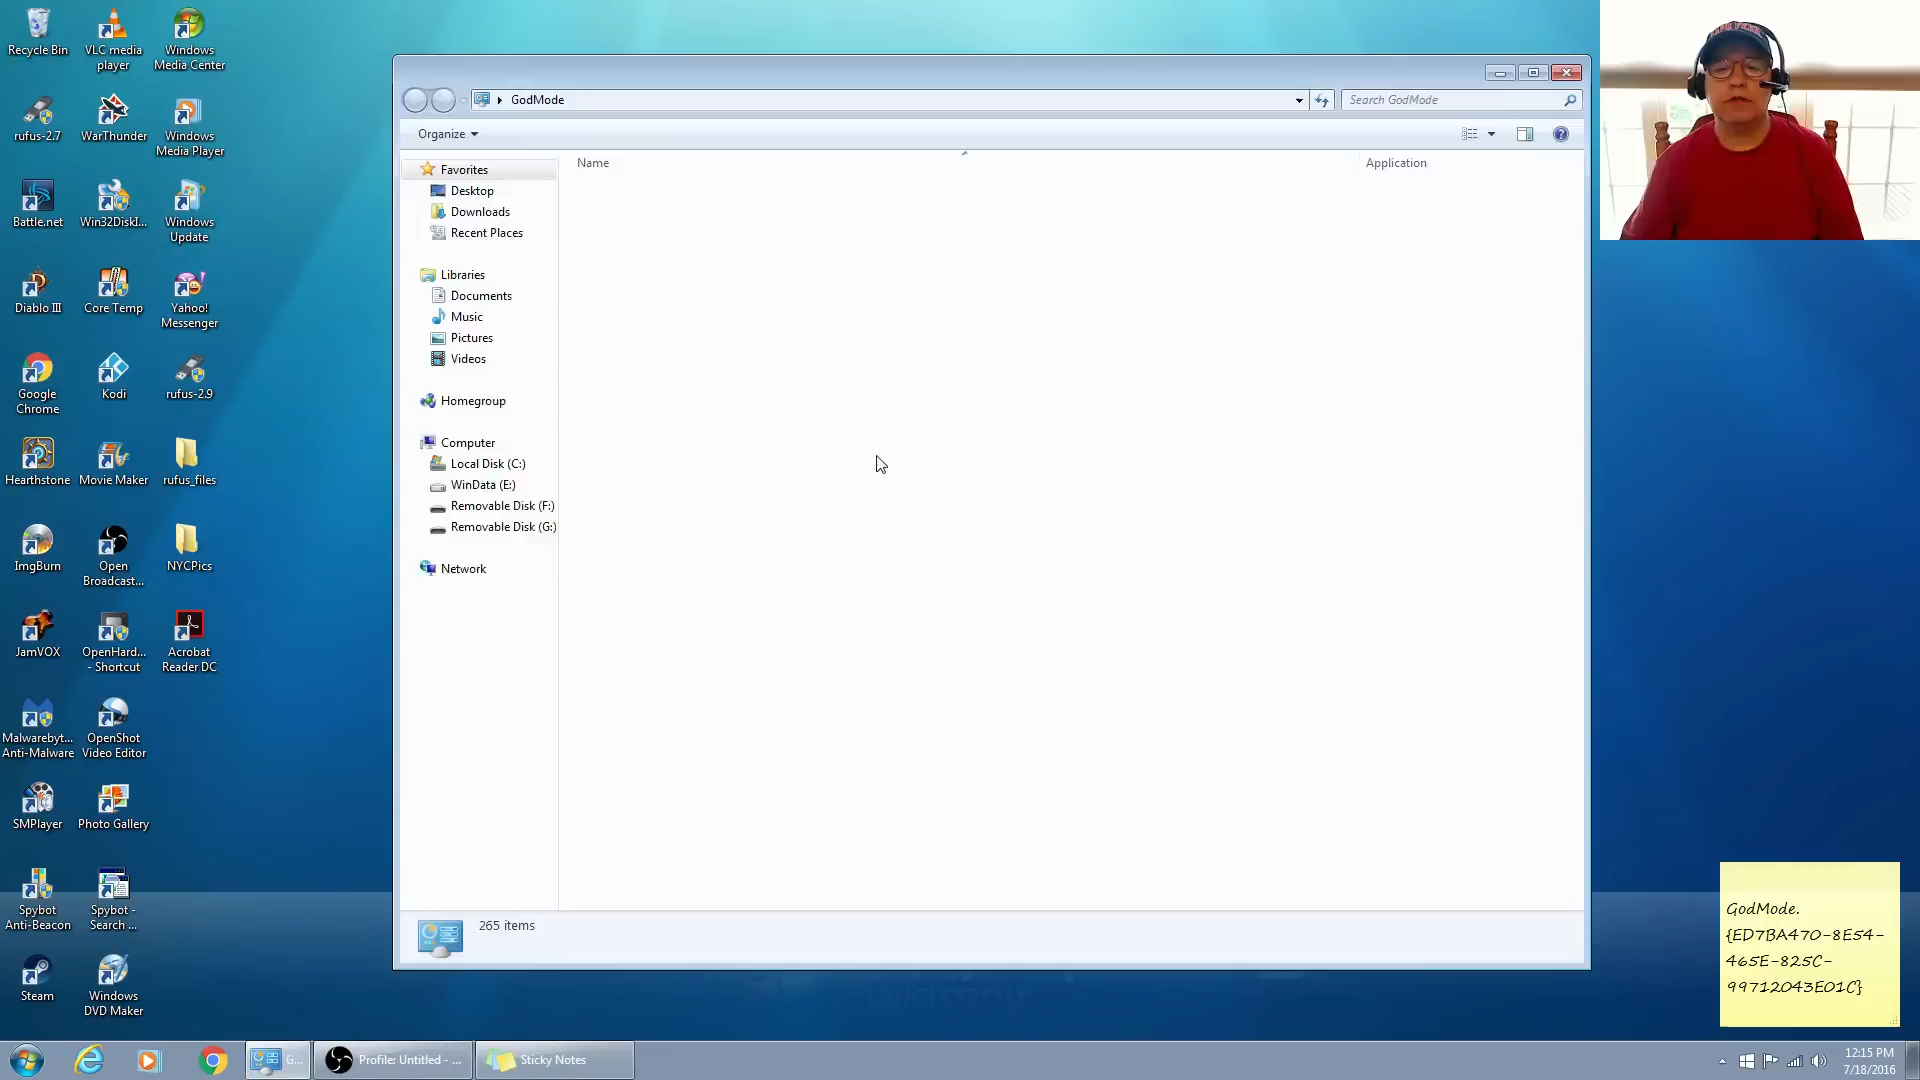 Recycle Bin
VLC media
player
Windows
Media Center
rufus-2.7
WarThunder
Windows
Media Player
Battle.net
Win32DiskI...
Windows
Update
Diablo III
Core Temp
Yahoo!
Messenger
Google
Chrome
Kodi
rufus-2.9
Hearthstone
Movie Maker
rufus_files
ImgBurn
Open
Broadcast...
NYCPics
JamVOX
OpenHard...
- Shortcut
Acrobat
Reader DC
Malwarebyt...
Anti-Malware
OpenShot
Video Editor
SMPlayer
Photo Gallery
Spybot
Anti-Beacon
Spybot -
Search ...
Steam
Windows
DVD Maker
GodMode
Search GodMode
Organize
Name
Application
Favorites
Desktop
Downloads
Recent Places
Libraries
Documents
Music
Pictures
Videos
Homegroup
Computer
Local Disk (C:)
WinData (E:)
Removable Disk (F:)
Removable Disk (G:)
Network
265 items
GodMode.
{ED7BA470-8E54-
465E-825C-
99712043E01C}
G...
Profile: Untitled - ...
Sticky Notes
12:15 PM
7/18/2016